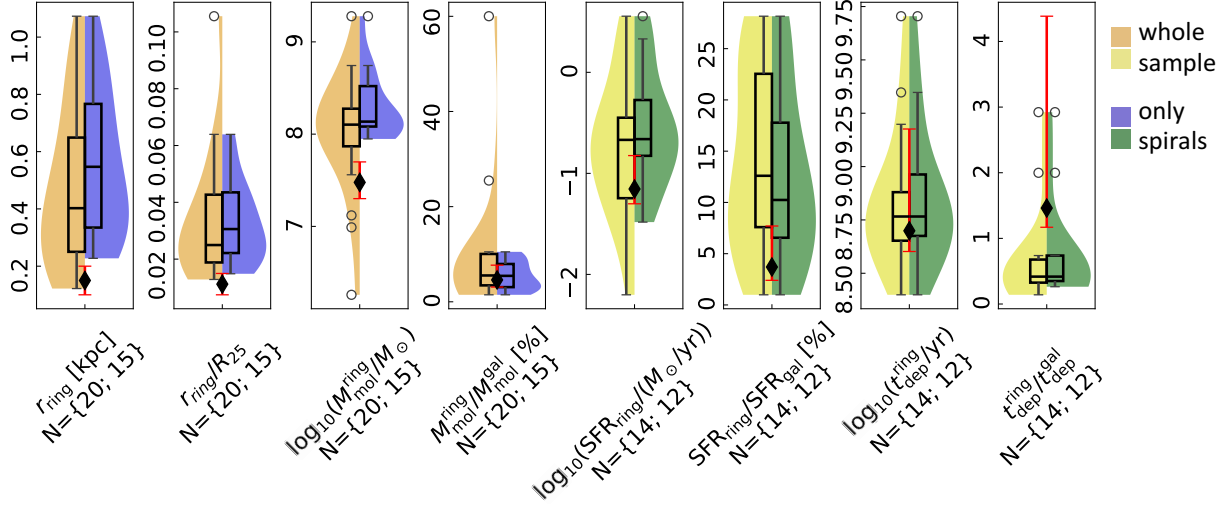 1.0
0.8
0.6
0.4
0.2
0.10
0.08
0.06
0.04
0.02
9
8
7
60
40
20
0
0
−1
−2
25
20
15
10
5
0
9.75
9.50
9.25
9.00
8.75
8.50
4
3
2
1
0
whole
sample
only
spirals
r_ring [kpc]
N={20; 15}
r_ring/R_25
N={20; 15}
log₁₀(M_mol^ring/M_⊙)
N={20; 15}
M_mol^ring/M_mol^gal [%]
N={20; 15}
log₁₀(SFR_ring/(M_⊙/yr))
N={14; 12}
SFR_ring/SFR_gal [%]
N={14; 12}
log₁₀(t_dep^ring/yr)
N={14; 12}
t_dep^ring/t_dep^gal
N={14; 12}